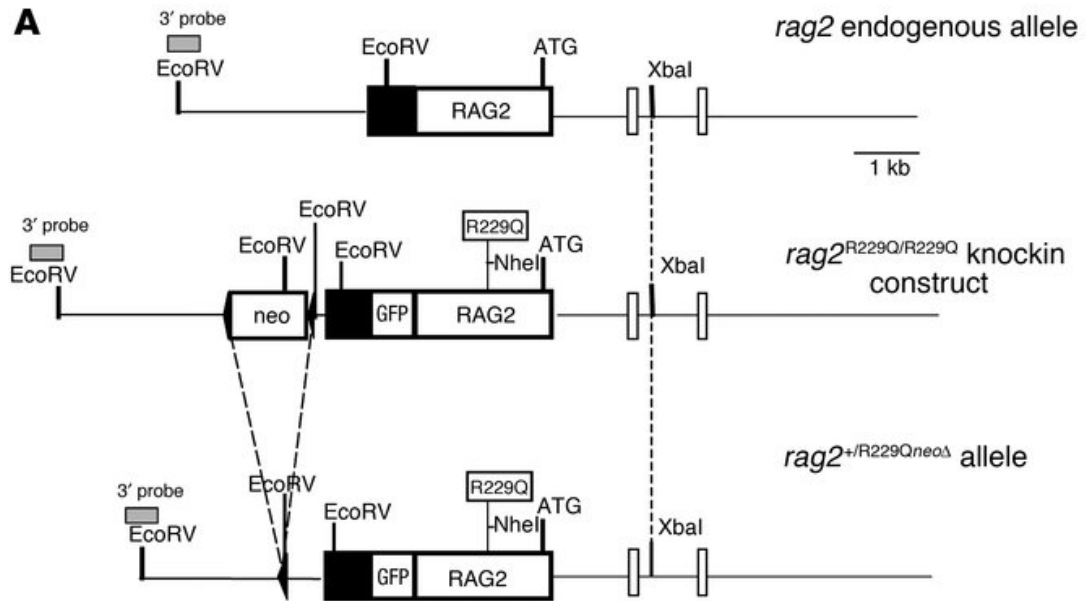 A
3′ probe
EcoRV
EcoRV
ATG
RAG2
XbaI
rag2 endogenous allele
1 kb
3′ probe
EcoRV
EcoRV
EcoRV
EcoRV
R229Q
NheI
ATG
neo
GFP
RAG2
XbaI
rag2R229Q/R229Q knockin
construct
3′ probe
EcoRV
EcoRV
EcoRV
R229Q
NheI
ATG
GFP
RAG2
XbaI
rag2+/R229QneoΔ allele